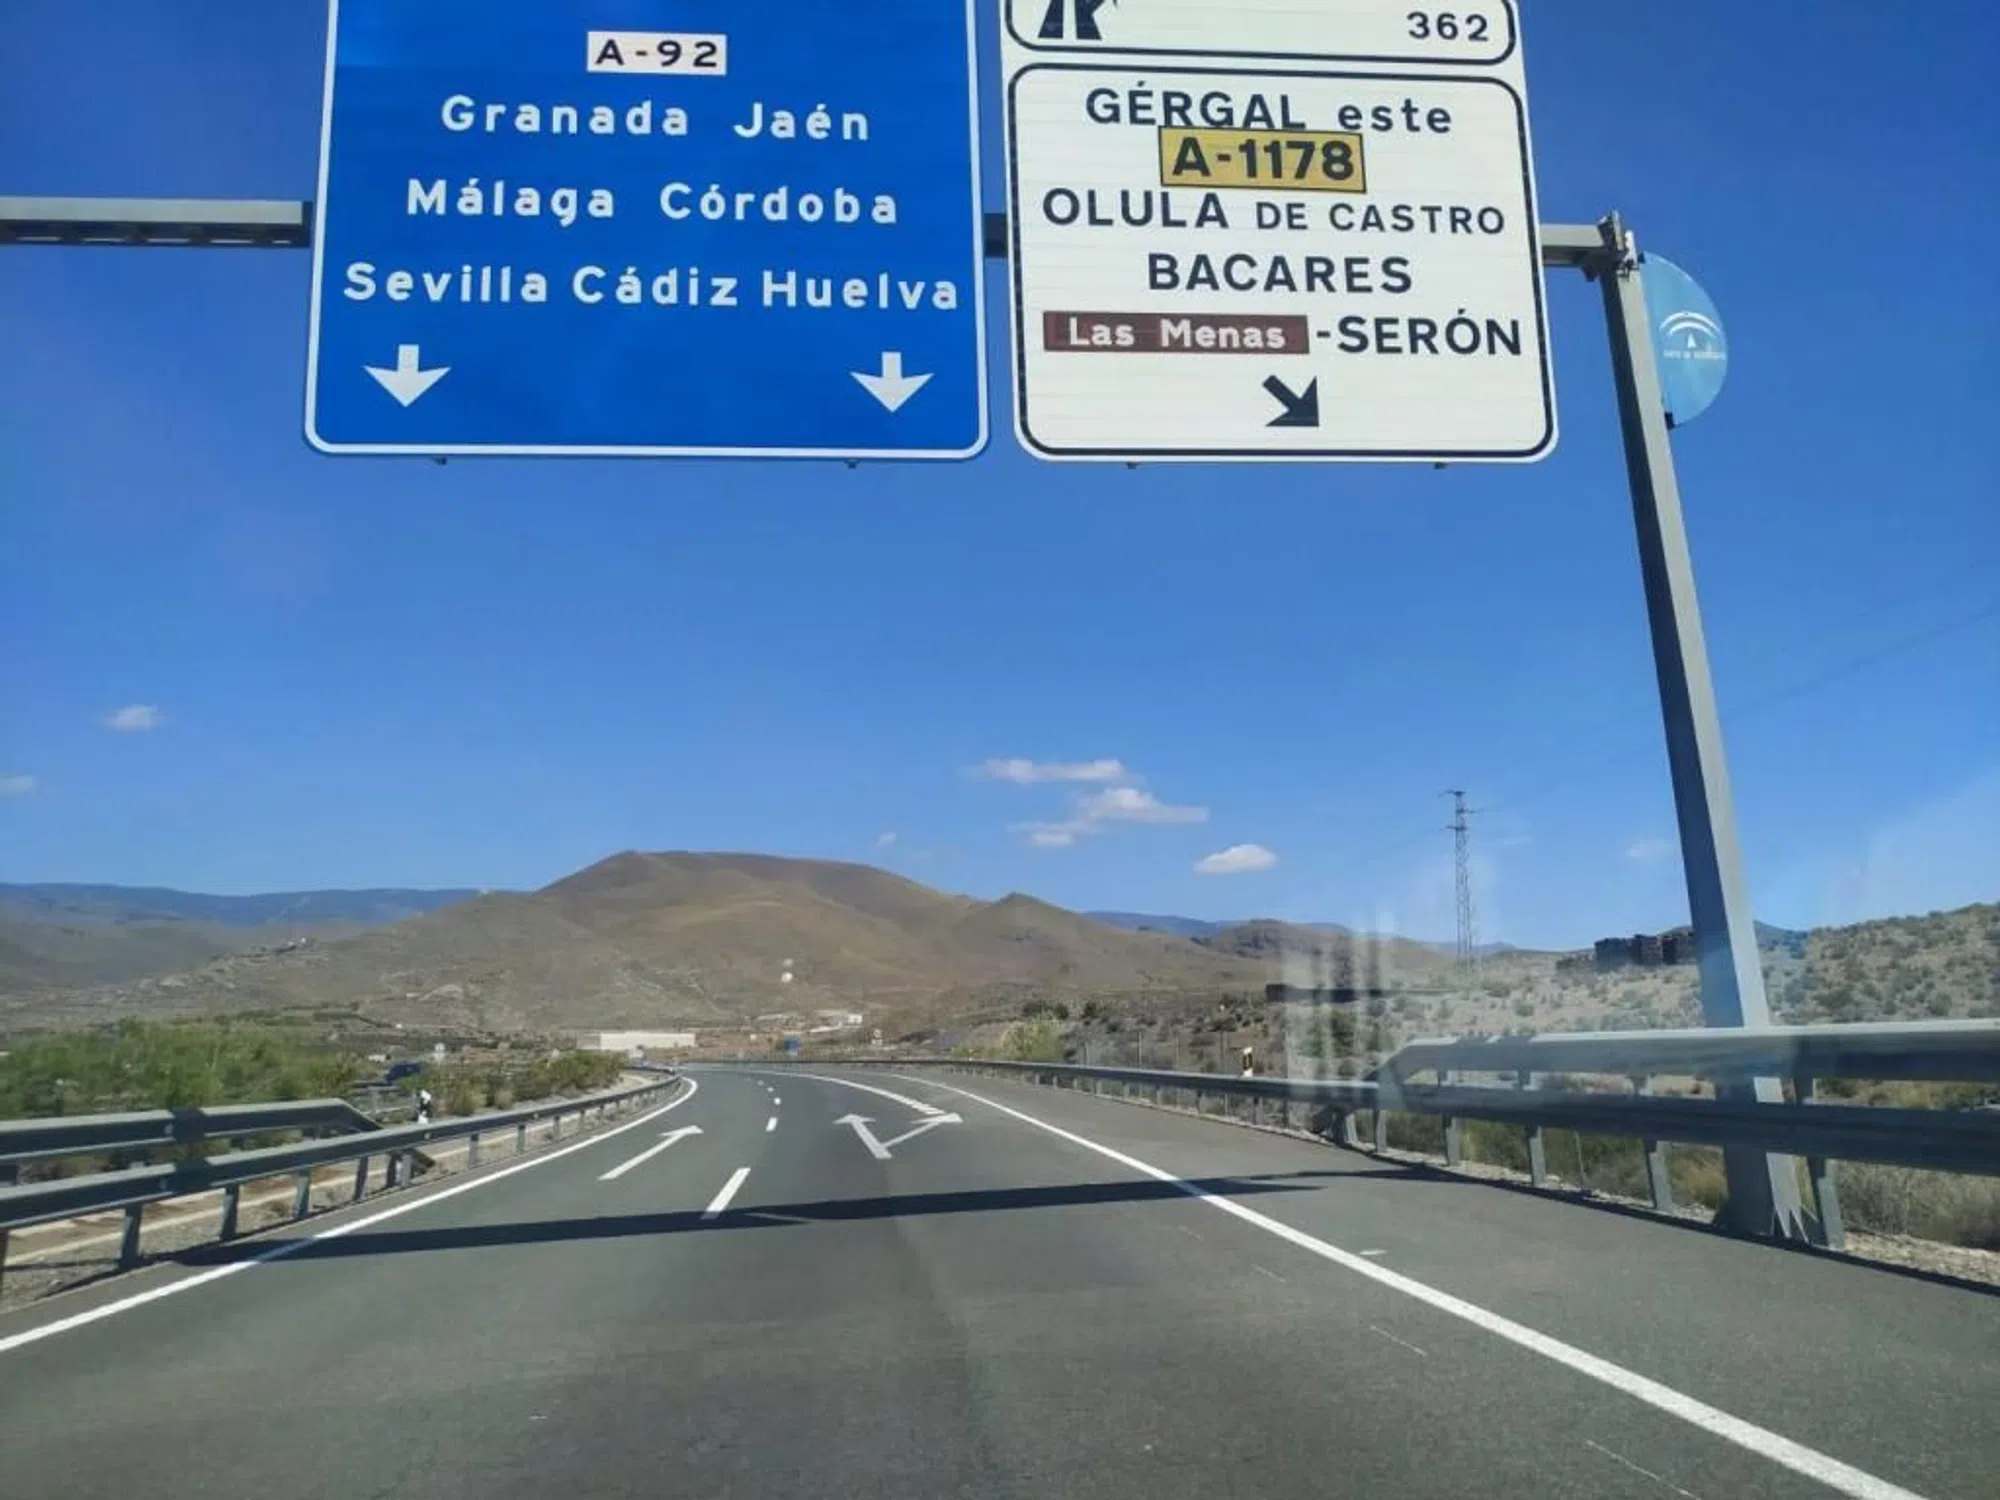 A-92
Granada Jaén
Málaga Córdoba
Sevilla Cádiz Huelva
362
GÉRGAL este
A-1178
OLULA DE CASTRO
BACARES
Las Menas -SERÓN